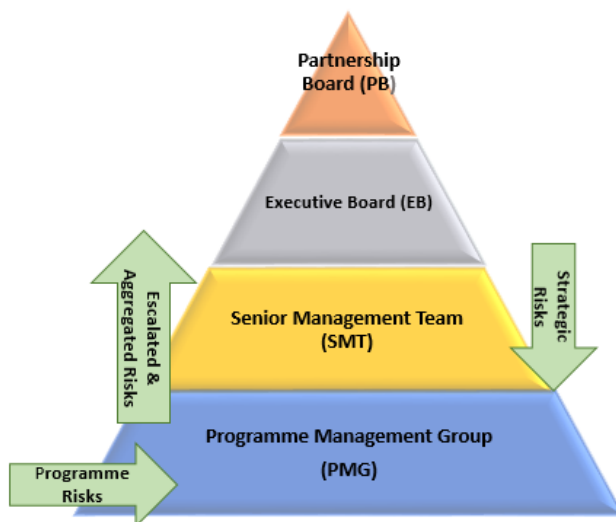 Partnership
Board (PB)
Executive Board (EB)
Escalated &
Aggregated Risks
Strategic
Risks
Senior Management Team
(SMT)
Programme Management Group
(PMG)
Programme
Risks